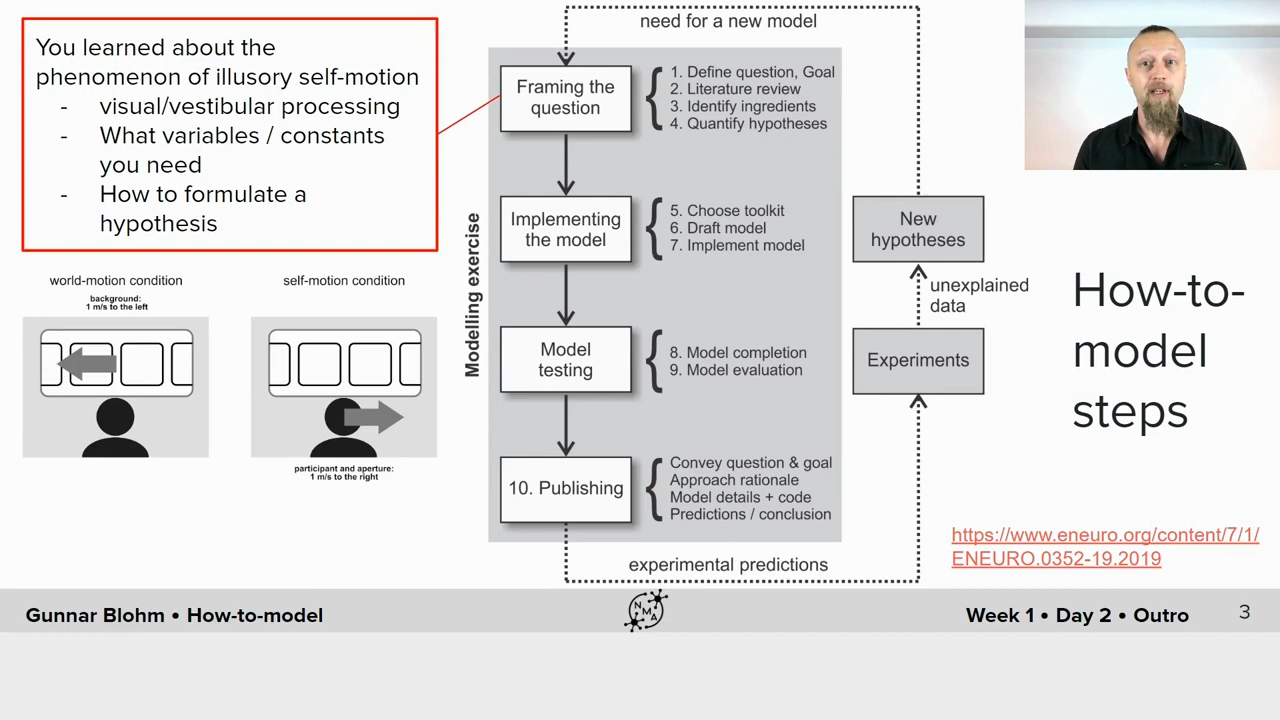 You learned about the
phenomenon of illusory self-motion
- visual/vestibular processing
- What variables / constants
you need
- How to formulate a
hypothesis
world-motion condition
background:
1 m/s to the left
self-motion condition
participant and aperture:
1 m/s to the right
need for a new model
Modelling exercise
Framing the
question
1. Define question, Goal
2. Literature review
3. Identify ingredients
4. Quantify hypotheses
Implementing
the model
5. Choose toolkit
6. Draft model
7. Implement model
Model
testing
8. Model completion
9. Model evaluation
10. Publishing
Convey question & goal
Approach rationale
Model details + code
Predictions / conclusion
experimental predictions
New
hypotheses
unexplained
data
Experiments
How-to-
model
steps
https://www.eneuro.org/content/7/1/
ENEURO.0352-19.2019
Gunnar Blohm • How-to-model
NMA
Week 1 • Day 2 • Outro
3